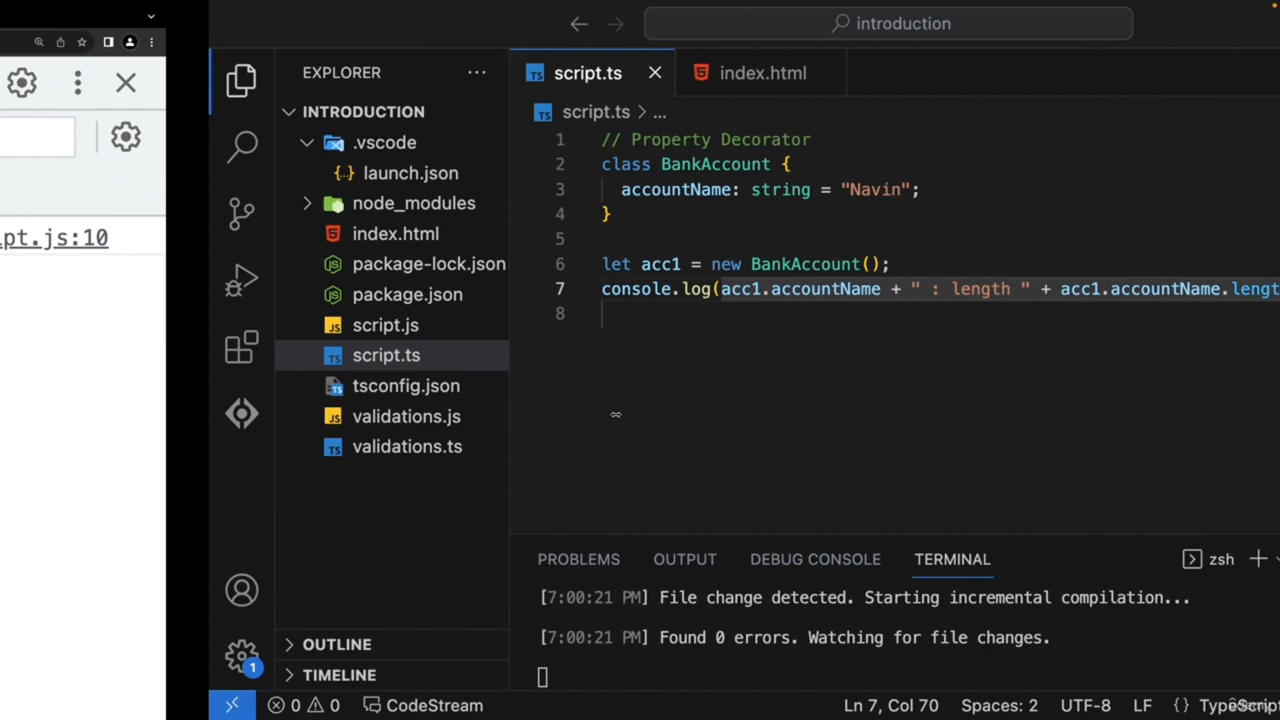 pt.js:10
introduction
EXPLORER
INTRODUCTION
.vscode
launch.json
node_modules
index.html
package-lock.json
package.json
script.js
script.ts
tsconfig.json
validations.js
validations.ts
OUTLINE
TIMELINE
script.ts
index.html
script.ts > ...
1 // Property Decorator
2 class BankAccount {
3 accountName: string = "Navin";
4 }
5
6 let acc1 = new BankAccount();
7 console.log(acc1.accountName + " : length " + acc1.accountName.lengt
8
PROBLEMS OUTPUT DEBUG CONSOLE TERMINAL zsh
[7:00:21 PM] File change detected. Starting incremental compilation...
[7:00:21 PM] Found 0 errors. Watching for file changes.
1
0 0 CodeStream Ln 7, Col 70 Spaces: 2 UTF-8 LF {} TypeScript